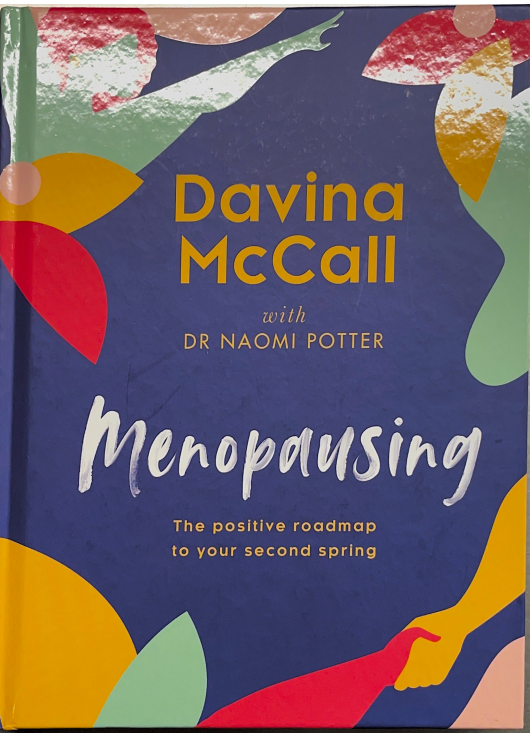 Davina
McCall
with
DR NAOMI POTTER
Menopausing
The positive roadmap
to your second spring